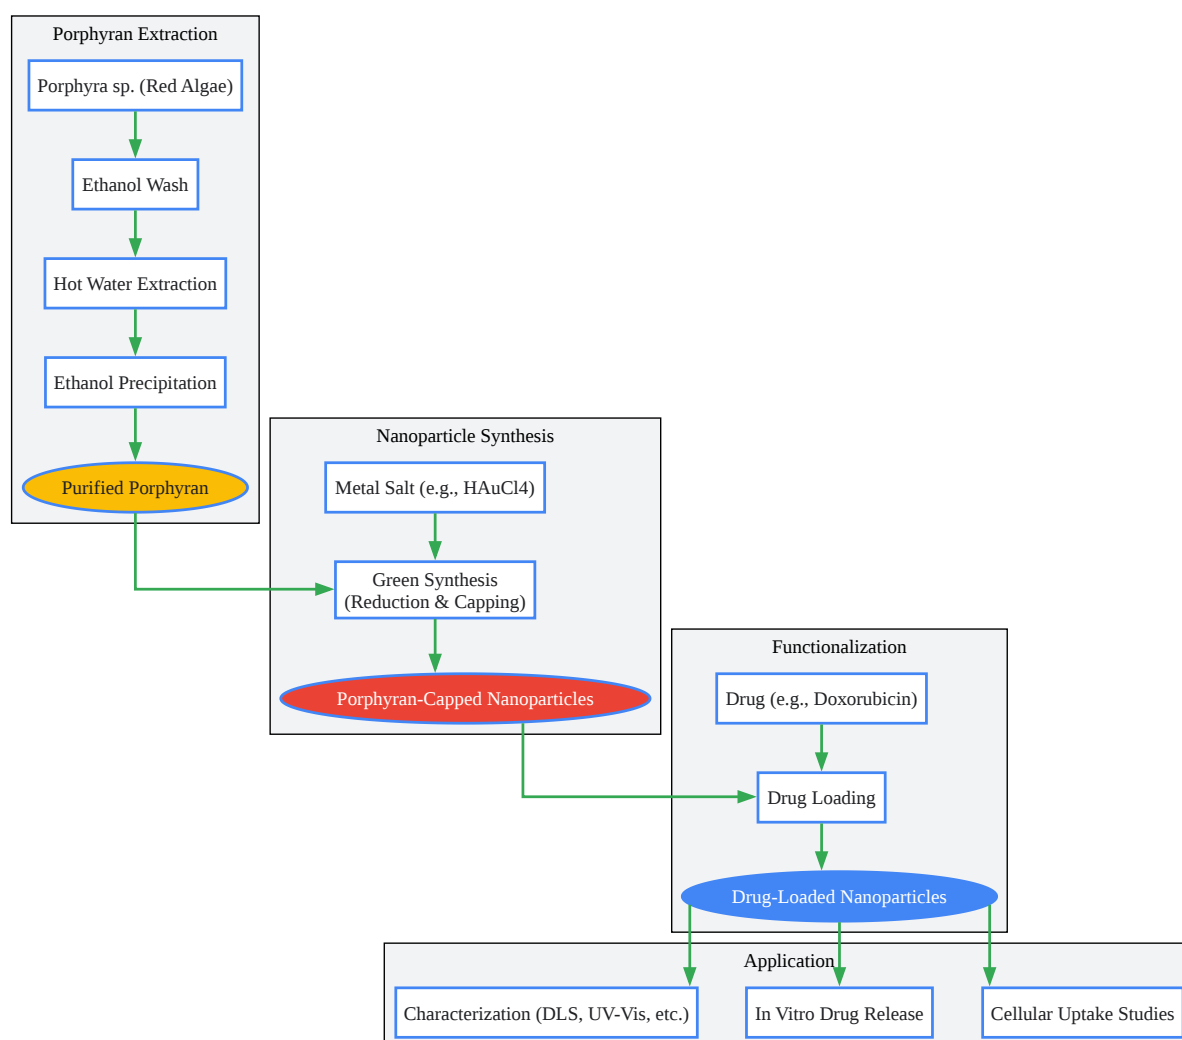 Porphyran Extraction
Porphyra sp. (Red Algae)
Ethanol Wash
Hot Water Extraction
Ethanol Precipitation
Purified Porphyran
Nanoparticle Synthesis
Metal Salt (e.g., HAuCl4)
Green Synthesis
(Reduction & Capping)
Porphyran-Capped Nanoparticles
Functionalization
Drug (e.g., Doxorubicin)
Drug Loading
Drug-Loaded Nanoparticles
Application
Characterization (DLS, UV-Vis, etc.)
In Vitro Drug Release
Cellular Uptake Studies